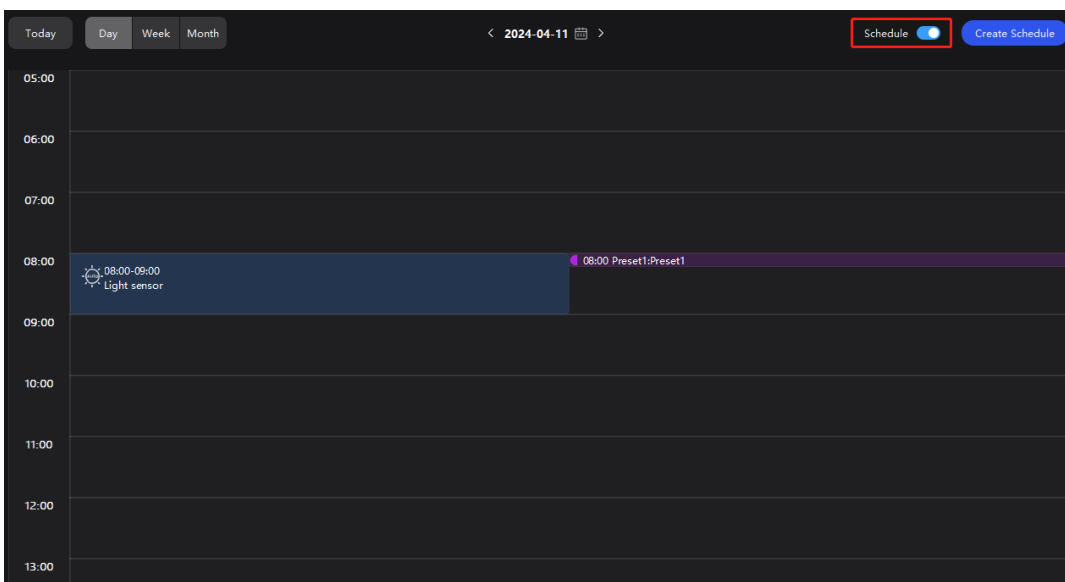 Today Day Week Month < 2024-04-11 > Schedule Create Schedule
05:00
06:00
07:00
08:00
AUTO 08:00-09:00
Light sensor
08:00 Preset1:Preset1
09:00
10:00
11:00
12:00
13:00